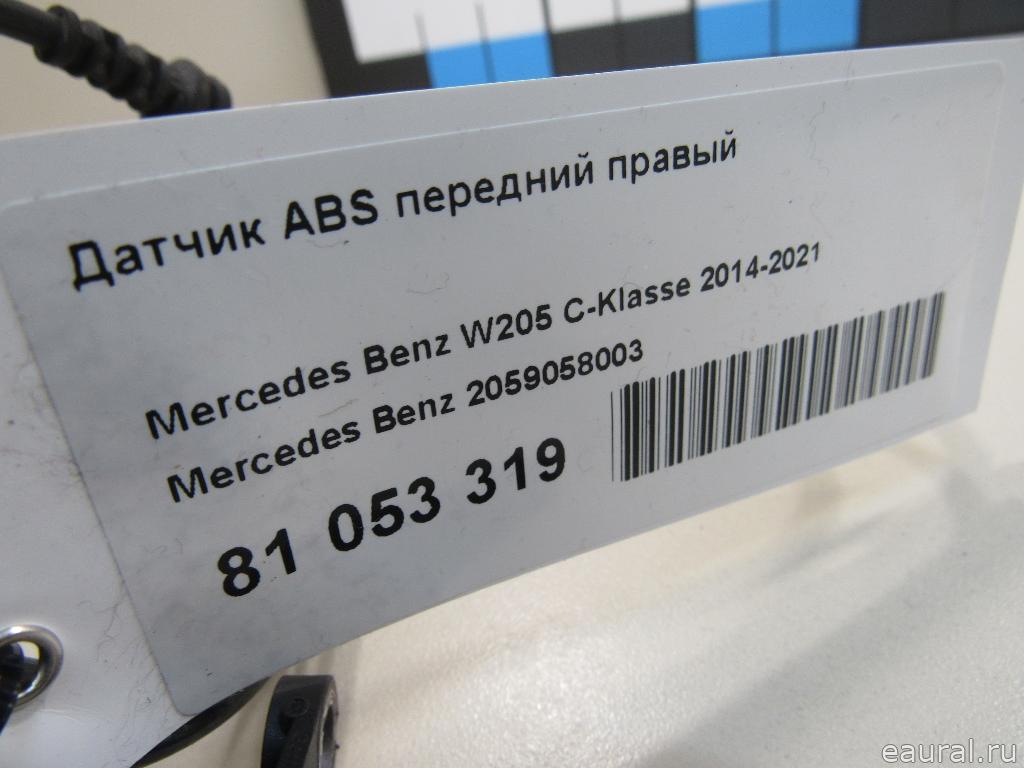 Датчик ABS передний правый
Mercedes Benz W205 C-Klasse 2014-2021
Mercedes Benz 2059058003
81 053 319
eaural.ru